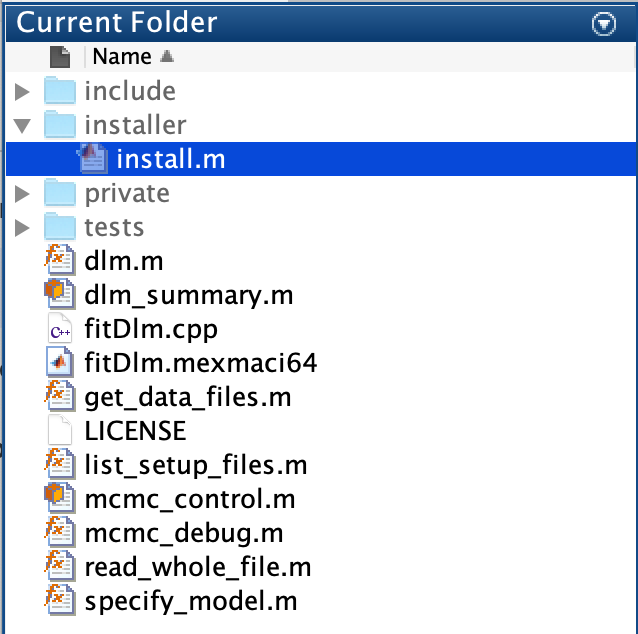 Current Folder
Name
include
installer
install.m
private
tests
dlm.m
dlm_summary.m
C++ fitDlm.cpp
fitDlm.mexmaci64
get_data_files.m
LICENSE
list_setup_files.m
mcmc_control.m
mcmc_debug.m
read_whole_file.m
specify_model.m